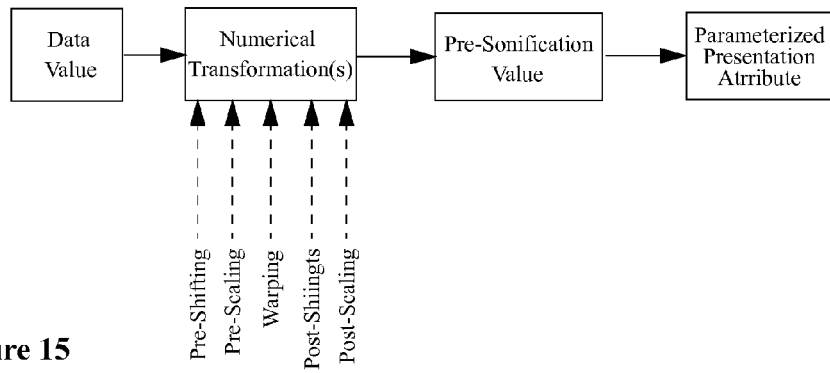 Data
Value
Numerical
Transformation(s)
Pre-Sonification
Value
Parameterized
Presentation
Atrribute
Pre-Shifting
Pre-Scaling
Warping
Post-Shiingts
Post-Scaling
ure 15